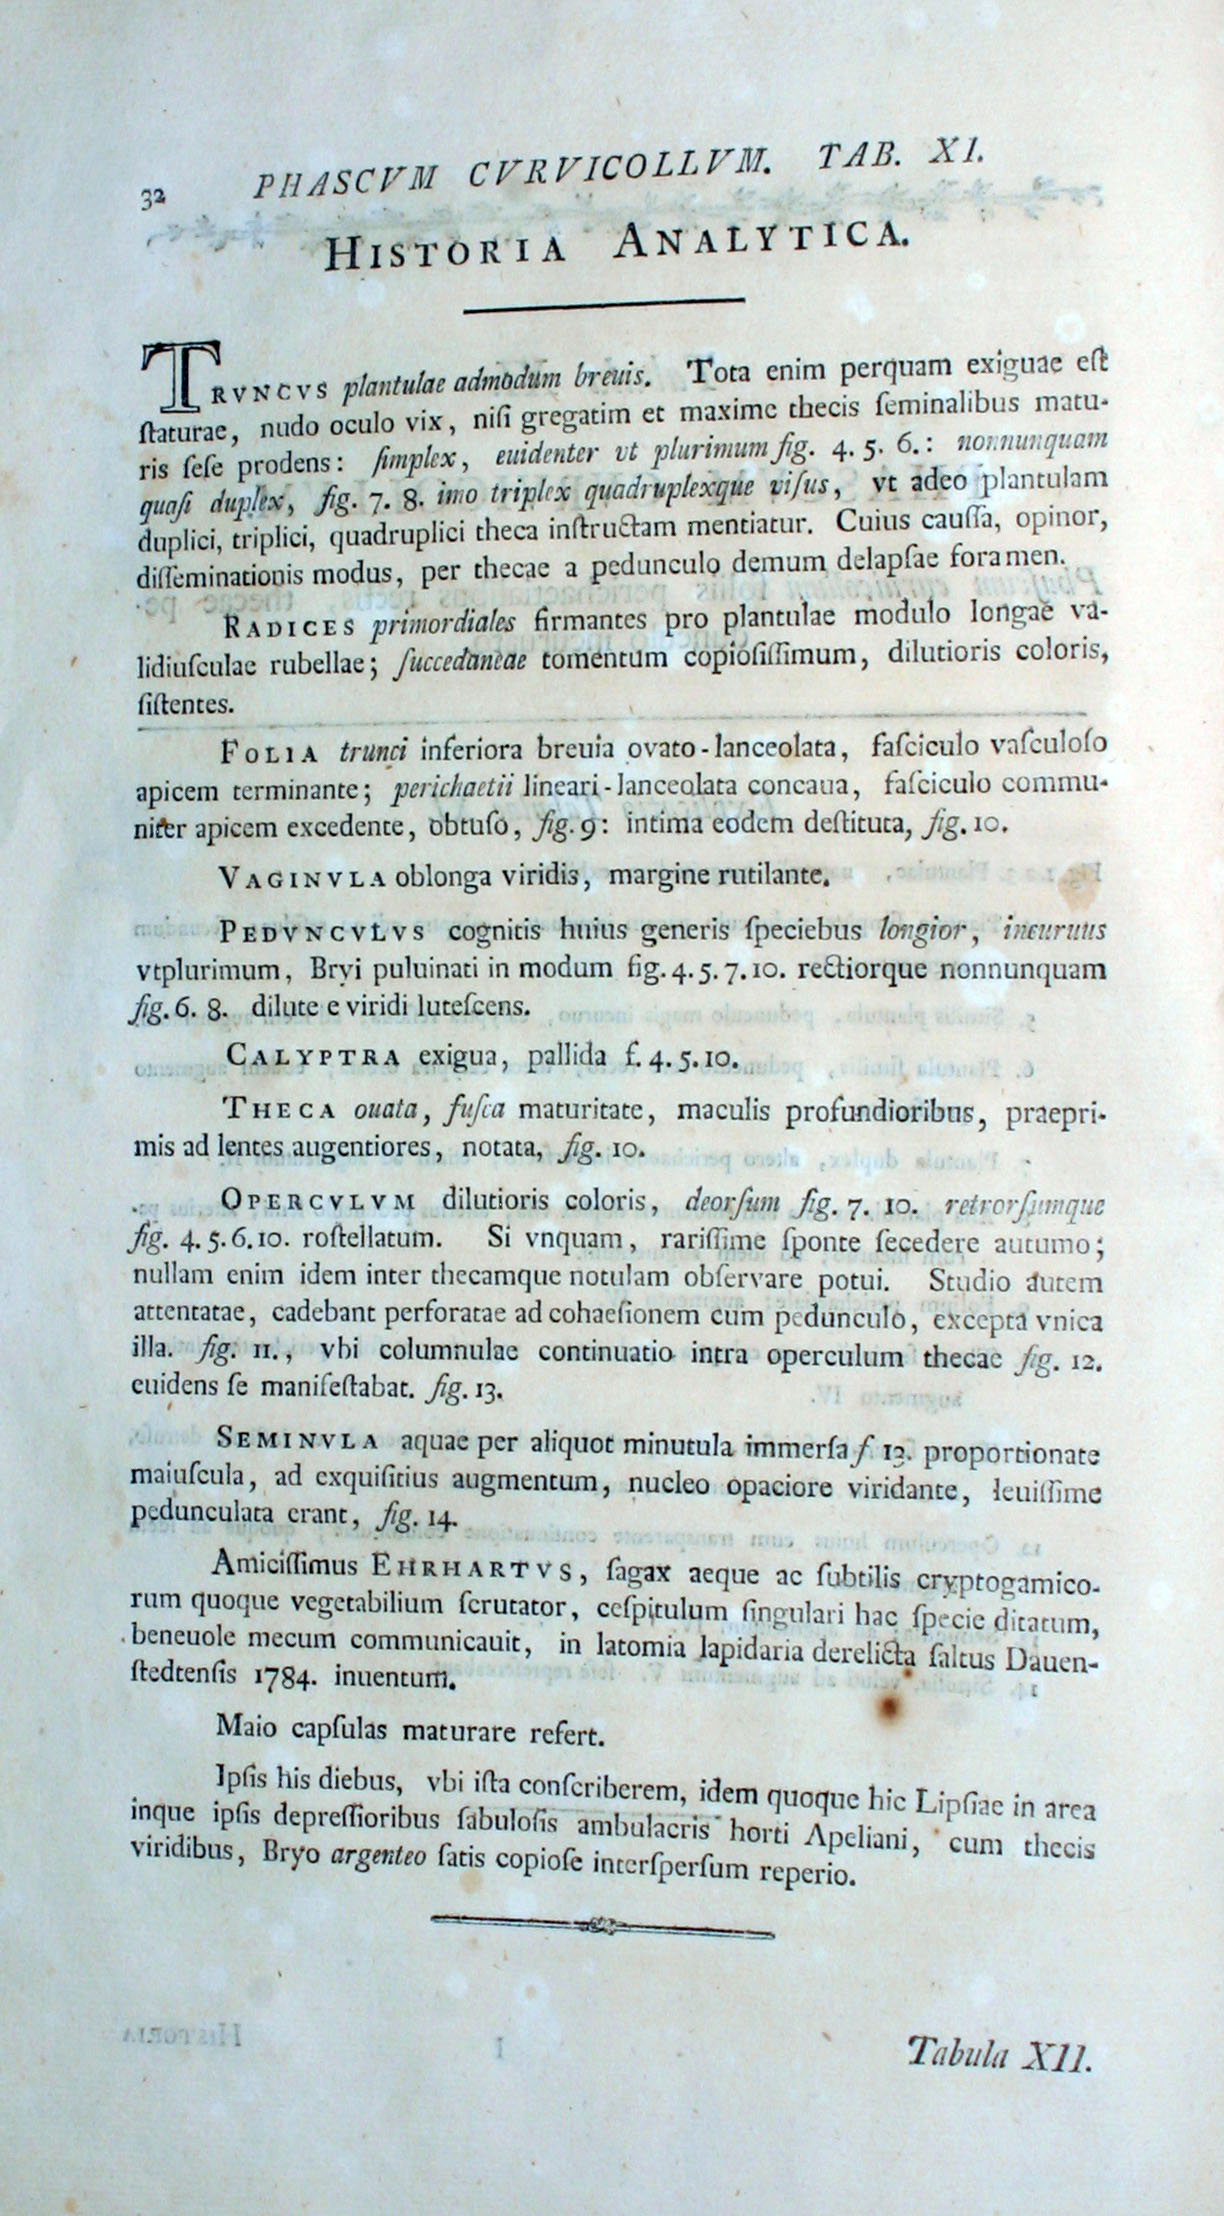 32 PHASCVM CVRVICOLLVM. TAB. XI.
HISTORIA ANALYTICA.
TRVNCVS plantulae admodum breuis. Tota enim perquam exiguae eſt
ſtaturae, nudo oculo vix, niſi gregatim et maxime thecis ſeminalibus matu-
ris ſeſe prodens: ſimplex, euidenter vt plurimum fig. 4. 5. 6.: nonnunquam
quaſi duplex, fig. 7. 8. imo triplex quadruplexque viſus, vt adeo plantulam
duplici, triplici, quadruplici theca inſtructam mentiatur. Cuius cauſſa, opinor,
diſſeminationis modus, per thecae a pedunculo demum delapſae foramen.
RADICES primordiales firmantes pro plantulae modulo longae va-
lidiuſculae rubellae; ſuccedaneae tomentum copioſiſſimum, dilutioris coloris,
ſiſtentes.
FOLIA trunci inferiora breuia ovato-lanceolata, faſciculo vaſculoſo
apicem terminante; perichaetii lineari-lanceolata concaua, faſciculo commu-
niter apicem excedente, obtuſo, fig. 9: intima eodem deſtituta, fig. 10.
VAGINVLA oblonga viridis, margine rutilante.
PEDVNCVLVS cognitis huius generis ſpeciebus longior, incuruus
vtplurimum, Bryi puluinati in modum fig. 4. 5. 7. 10. rectiorque nonnunquam
fig. 6. 8. dilute e viridi luteſcens.
CALYPTRA exigua, pallida f. 4. 5. 10.
THECA ouata, fuſca maturitate, maculis profundioribus, praepri-
mis ad lentes augentiores, notata, fig. 10.
OPERCVLVM dilutioris coloris, deorſum fig. 7. 10. retrorſumque
fig. 4. 5. 6. 10. roſtellatum. Si vnquam, rariſſime ſponte ſecedere autumo;
nullam enim idem inter thecamque notulam obſervare potui. Studio autem
attentatae, cadebant perforatae ad cohaeſionem cum pedunculo, excepta vnica
illa. fig. 11., vbi columnulae continuatio intra operculum thecae fig. 12.
euidens ſe manifeſtabat. fig. 13.
SEMINVLA aquae per aliquot minutula immerſa f 13. proportionate
maiuſcula, ad exquiſitius augmentum, nucleo opaciore viridante, leuiſſime
pedunculata erant, fig. 14.
Amiciſſimus EHRHARTVS, ſagax aeque ac ſubtilis cryptogamico-
rum quoque vegetabilium ſcrutator, ceſpitulum ſingulari hac ſpecie ditatum,
beneuole mecum communicauit, in latomia lapidaria derelicta ſaltus Dauen-
ſtedtenſis 1784. inuentum.
Maio capſulas maturare refert.
Ipſis his diebus, vbi iſta conſcriberem, idem quoque hic Lipſiae in area
inque ipſis depreſſioribus ſabuloſis ambulacris horti Apeliani, cum thecis
viridibus, Bryo argenteo ſatis copioſe interſperſum reperio.
Tabula XII.